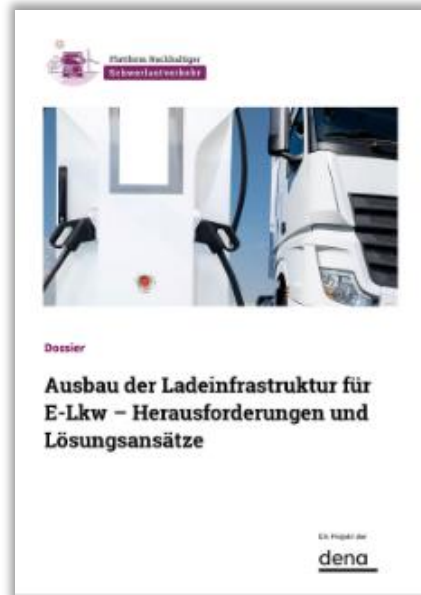 Plattform Nachhaltiger
Schwerlastverkehr
Dossier
Ausbau der Ladeinfrastruktur für
E-Lkw – Herausforderungen und
Lösungsansätze
Ein Projekt der
dena